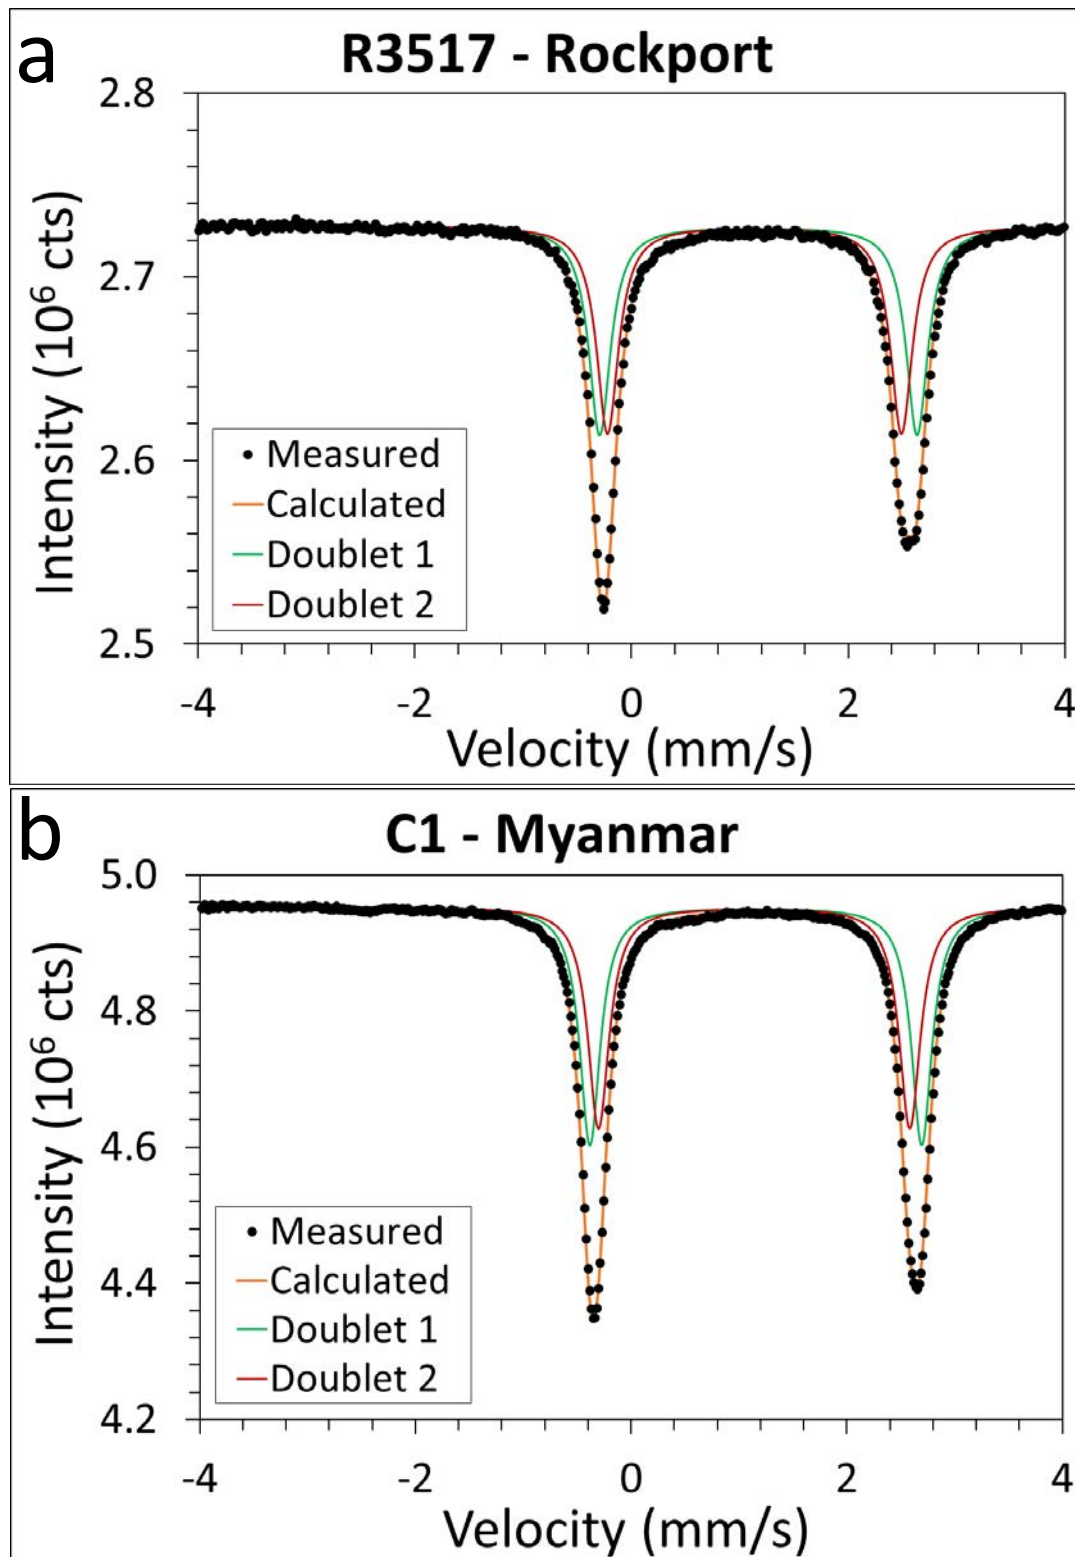 a
R3517 - Rockport
2.8
2.7
2.6
2.5
Intensity (10⁶ cts)
Measured
Calculated
Doublet 1
Doublet 2
-4 -2 0 2 4
Velocity (mm/s)
b
C1 - Myanmar
5.0
4.8
4.6
4.4
4.2
Intensity (10⁶ cts)
Measured
Calculated
Doublet 1
Doublet 2
-4 -2 0 2 4
Velocity (mm/s)